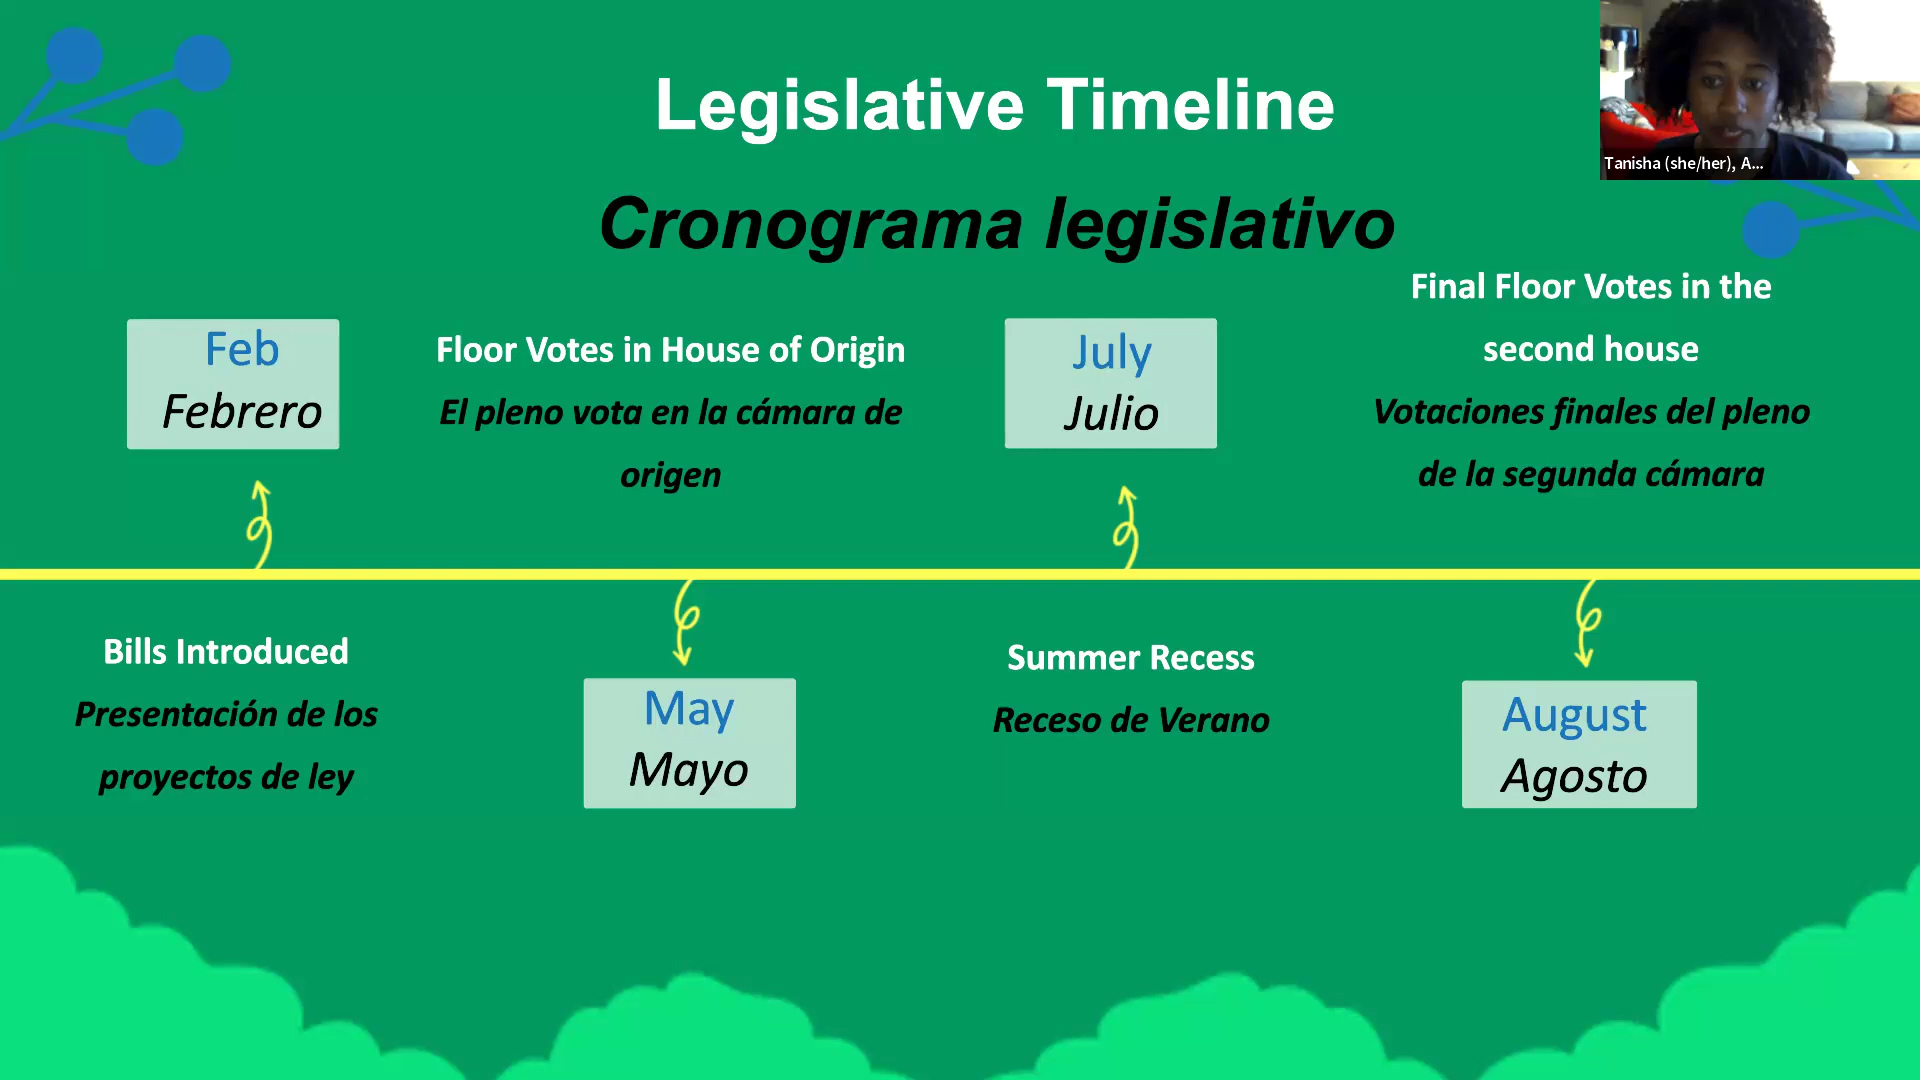 Legislative Timeline
Cronograma legislativo
Tanisha (she/her), A...
Feb
Febrero
Floor Votes in House of Origin
El pleno vota en la cámara de
origen
July
Julio
Final Floor Votes in the
second house
Votaciones finales del pleno
de la segunda cámara
Bills Introduced
Presentación de los
proyectos de ley
May
Mayo
Summer Recess
Receso de Verano
August
Agosto